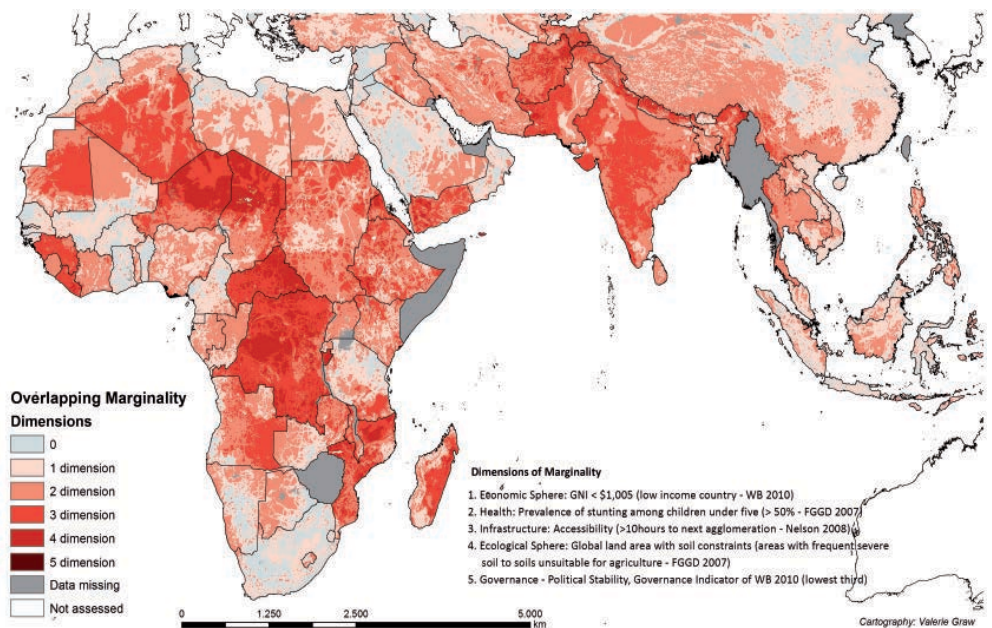 Overlapping Marginality
Dimensions
0
1 dimension
2 dimension
3 dimension
4 dimension
5 dimension
Data missing
Not assessed
Dimensions of Marginality
1. Economic Sphere: GNI < $1,005 (low income country - WB 2010)
2. Health: Prevalence of stunting among children under five (> 50% - FGGD 2007)
3. Infrastructure: Accessibility (>10hours to next agglomeration - Nelson 2008)
4. Ecological Sphere: Global land area with soil constraints (areas with frequent severe
soil to soils unsuitable for agriculture - FGGD 2007)
5. Governance - Political Stability, Governance Indicator of WB 2010 (lowest third)
0 1.250 2.500 5.000
km
Cartography: Valerie Graw